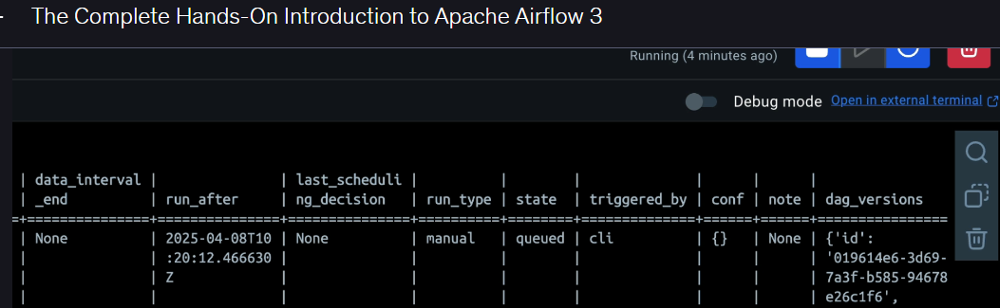 The Complete Hands-On Introduction to Apache Airflow 3
Running (4 minutes ago)
Debug mode Open in external terminal
| data_interval | | last_scheduli | | | | | | |
| _end | run_after | ng_decision | run_type | state | triggered_by | conf | note | dag_versions
=+===============+===============+===============+==========+========+==============+======+======+===============
| None | 2025-04-08T10 | None | manual | queued | cli | {} | None | {'id':
| | :20:12.466630 | | | | | | | '019614e6-3d69-
| | Z | | | | | | | 7a3f-b585-94678
| | | | | | | | | e26c1f6',